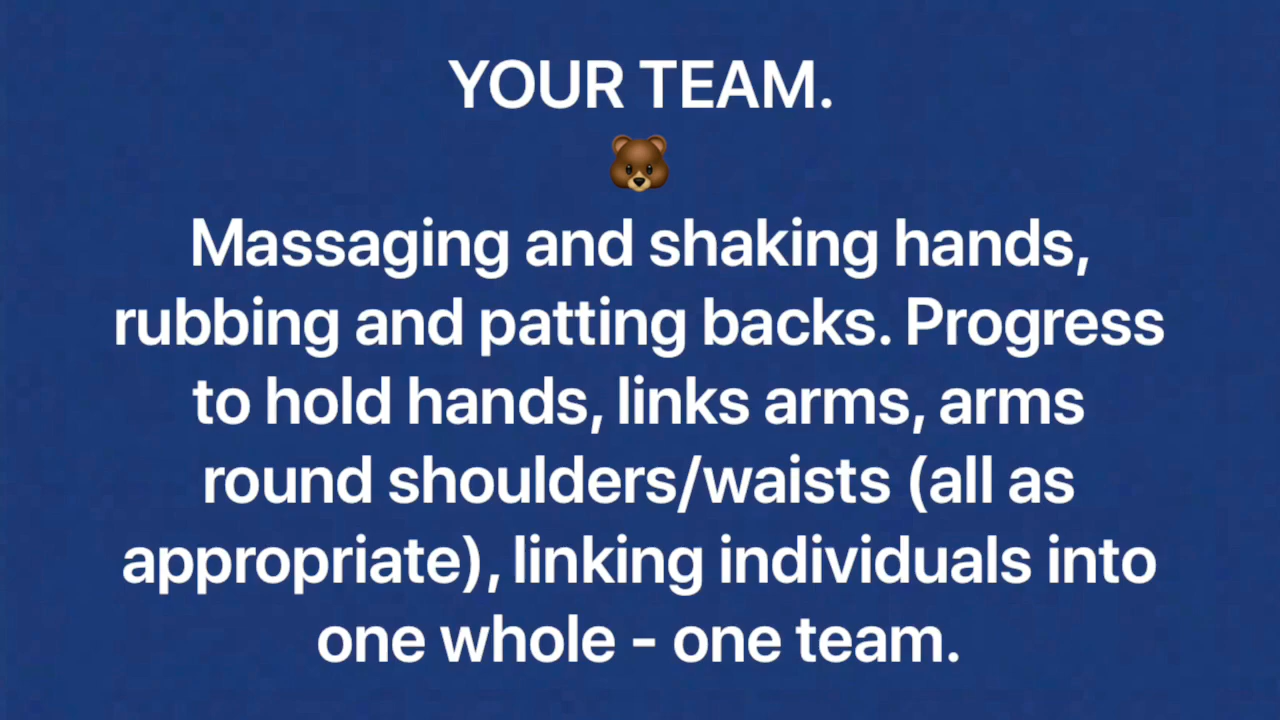 YOUR TEAM.
🐻
Massaging and shaking hands,
rubbing and patting backs. Progress
to hold hands, links arms, arms
round shoulders/waists (all as
appropriate), linking individuals into
one whole - one team.